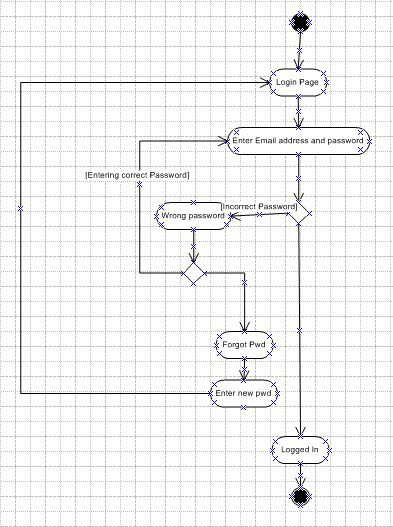 Login Page
Enter Email address and password
[Entering correct Password]
Incorrect Password]
Wrong password
Forgot Pwd
Enter new pwd
Logged In